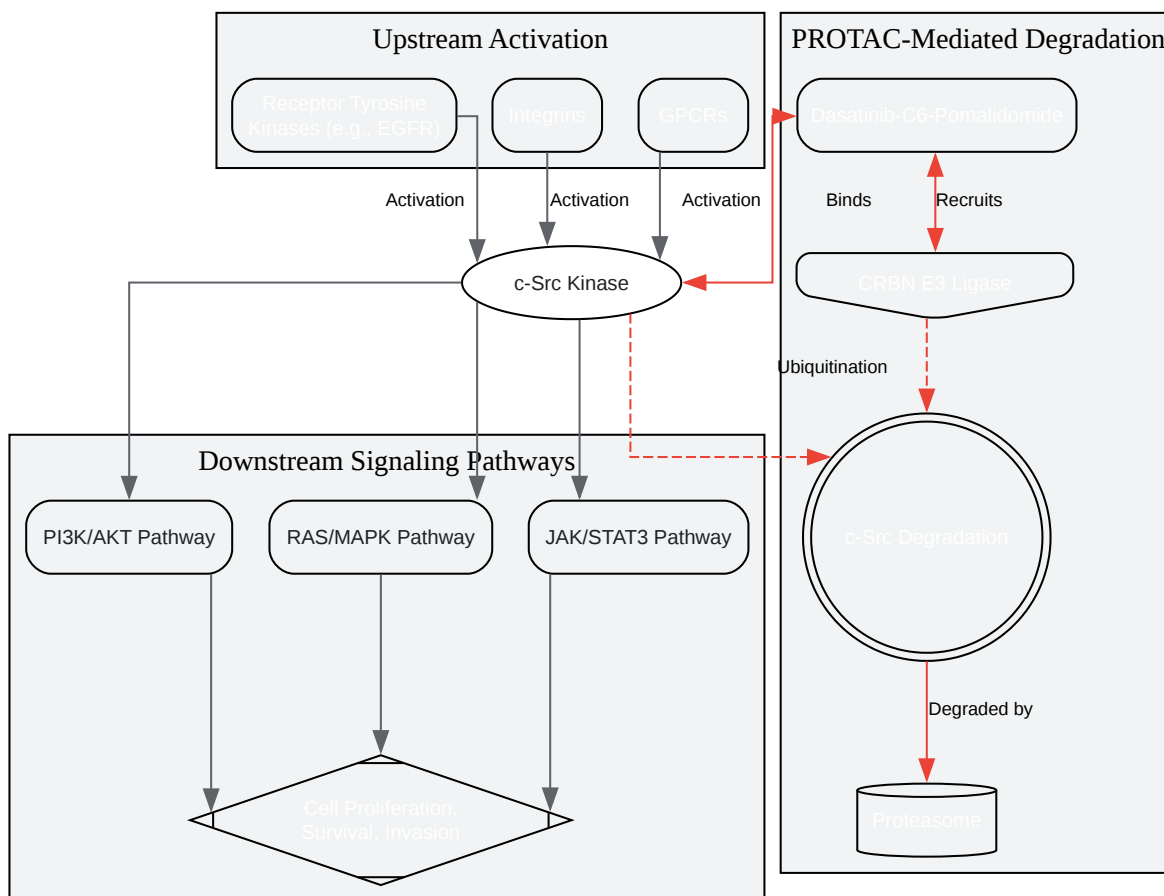 Upstream Activation
PROTAC-Mediated Degradation
Receptor Tyrosine
Kinases (e.g., EGFR)
Integrins
GPCRs
Dasatinib-C6-Pomalidomide
Activation
Activation
Activation
Binds
Recruits
c-Src Kinase
CRBN E3 Ligase
Ubiquitination
Downstream Signaling Pathways
PI3K/AKT Pathway
RAS/MAPK Pathway
JAK/STAT3 Pathway
c-Src Degradation
Degraded by
Cell Proliferation,
Survival, Invasion
Proteasome